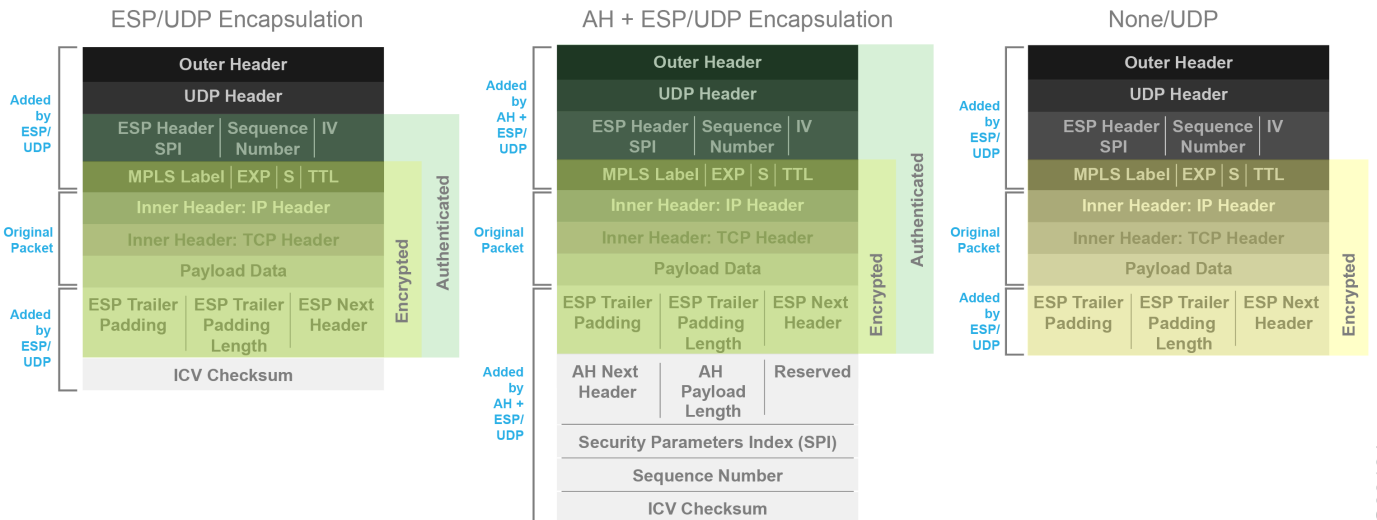 ESP/UDP Encapsulation
Added
by
ESP/
UDP
Outer Header
UDP Header
ESP Header
SPI
Sequence
Number
IV
MPLS Label
EXP
S
TTL
Original
Packet
Inner Header: IP Header
Inner Header: TCP Header
Payload Data
Added
by
ESP/
UDP
ESP Trailer
Padding
ESP Trailer
Padding
Length
ESP Next
Header
ICV Checksum
Encrypted
Authenticated
AH + ESP/UDP Encapsulation
Added
by
AH +
ESP/
UDP
Outer Header
UDP Header
ESP Header
SPI
Sequence
Number
IV
MPLS Label
EXP
S
TTL
Original
Packet
Inner Header: IP Header
Inner Header: TCP Header
Payload Data
ESP Trailer
Padding
ESP Trailer
Padding
Length
ESP Next
Header
Added
by
AH +
ESP/
UDP
AH Next
Header
AH
Payload
Length
Reserved
Security Parameters Index (SPI)
Sequence Number
ICV Checksum
Encrypted
Authenticated
None/UDP
Added
by
ESP/
UDP
Outer Header
UDP Header
ESP Header
SPI
Sequence
Number
IV
MPLS Label
EXP
S
TTL
Original
Packet
Inner Header: IP Header
Inner Header: TCP Header
Payload Data
Added
by
ESP/
UDP
ESP Trailer
Padding
ESP Trailer
Padding
Length
ESP Next
Header
Encrypted